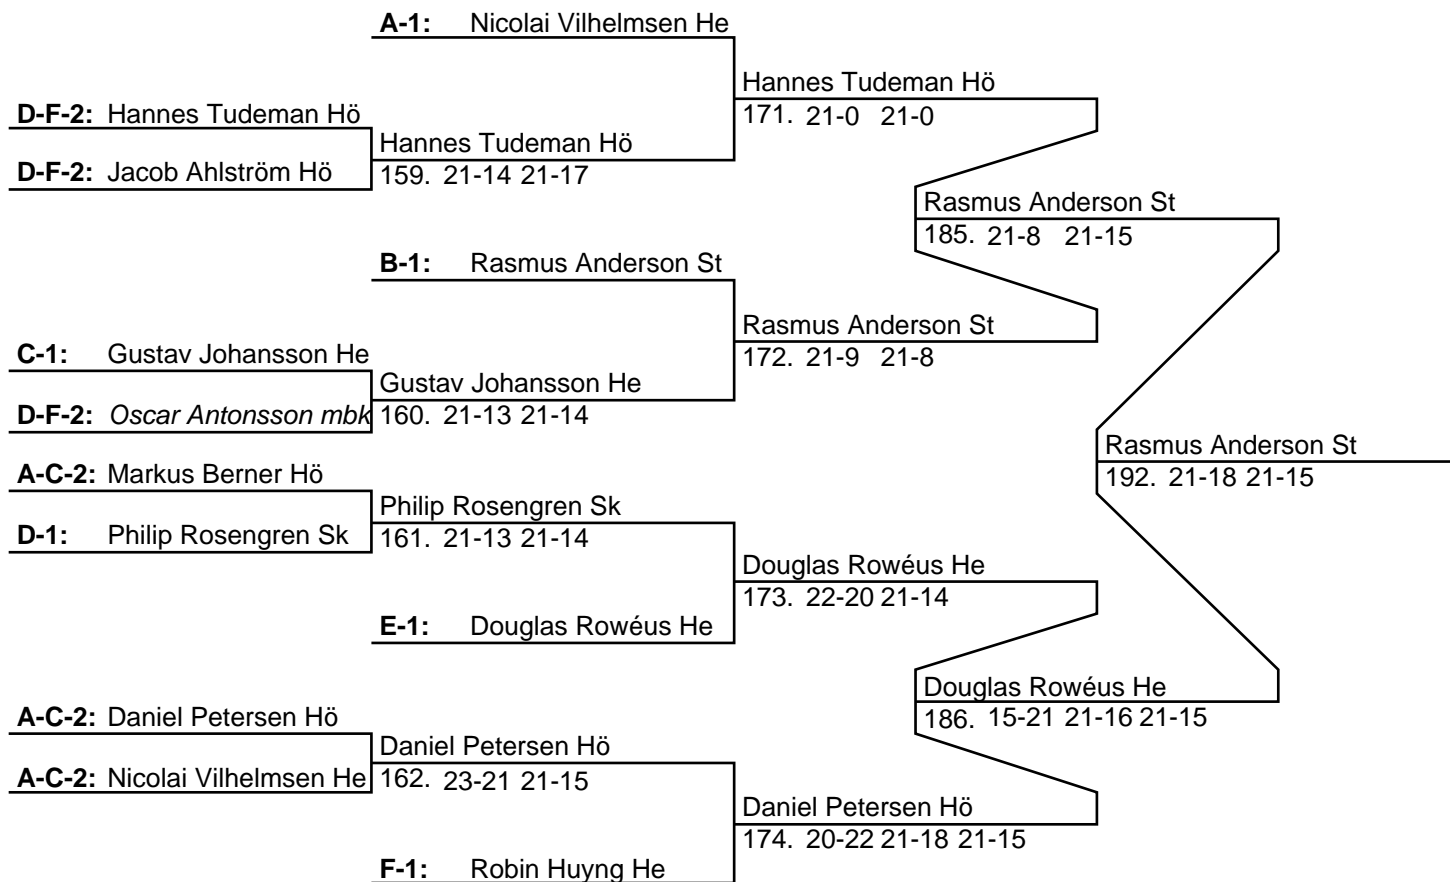 A-1: Nicolai Vilhelmsen He
Hannes Tudeman Hö
171. 21-0 21-0
D-F-2: Hannes Tudeman Hö
Hannes Tudeman Hö
159. 21-14 21-17
D-F-2: Jacob Ahlström Hö
Rasmus Anderson St
185. 21-8 21-15
B-1: Rasmus Anderson St
Rasmus Anderson St
172. 21-9 21-8
C-1: Gustav Johansson He
Gustav Johansson He
160. 21-13 21-14
D-F-2: Oscar Antonsson mbk
Rasmus Anderson St
192. 21-18 21-15
A-C-2: Markus Berner Hö
Philip Rosengren Sk
161. 21-13 21-14
D-1: Philip Rosengren Sk
Douglas Rowéus He
173. 22-20 21-14
E-1: Douglas Rowéus He
Douglas Rowéus He
186. 15-21 21-16 21-15
A-C-2: Daniel Petersen Hö
Daniel Petersen Hö
162. 23-21 21-15
A-C-2: Nicolai Vilhelmsen He
Daniel Petersen Hö
174. 20-22 21-18 21-15
F-1: Robin Huyng He